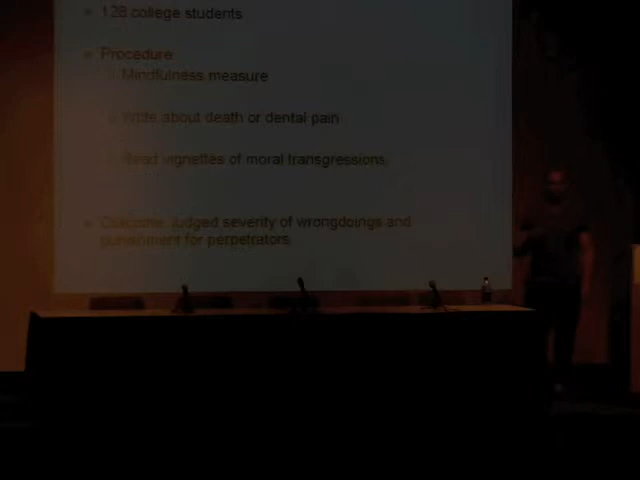 128 college students
Procedure
Mindfulness measure
Write about death or dental pain
Read vignettes of moral transgressions
Outcome: judged severity of wrongdoings and
punishment for perpetrators